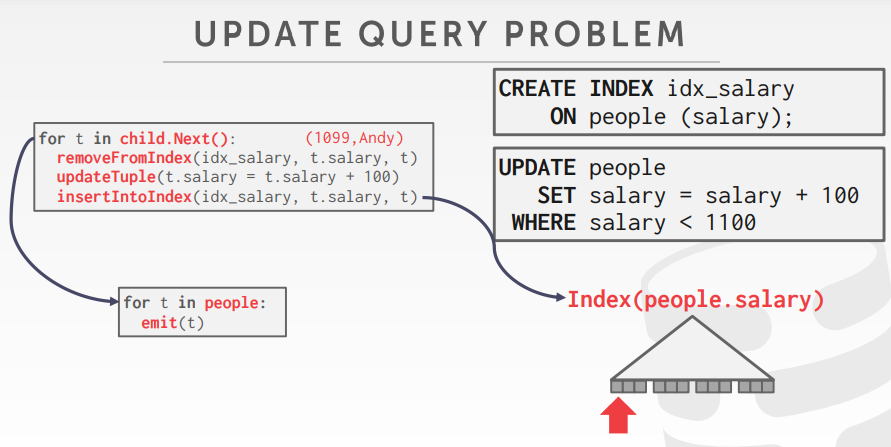 UPDATE QUERY PROBLEM
CREATE INDEX idx_salary
ON people (salary);
for t in child.Next(): (1099,Andy)
removeFromIndex(idx_salary, t.salary, t)
updateTuple(t.salary = t.salary + 100)
insertIntoIndex(idx_salary, t.salary, t)
UPDATE people
SET salary = salary + 100
WHERE salary < 1100
for t in people:
emit(t)
Index(people.salary)